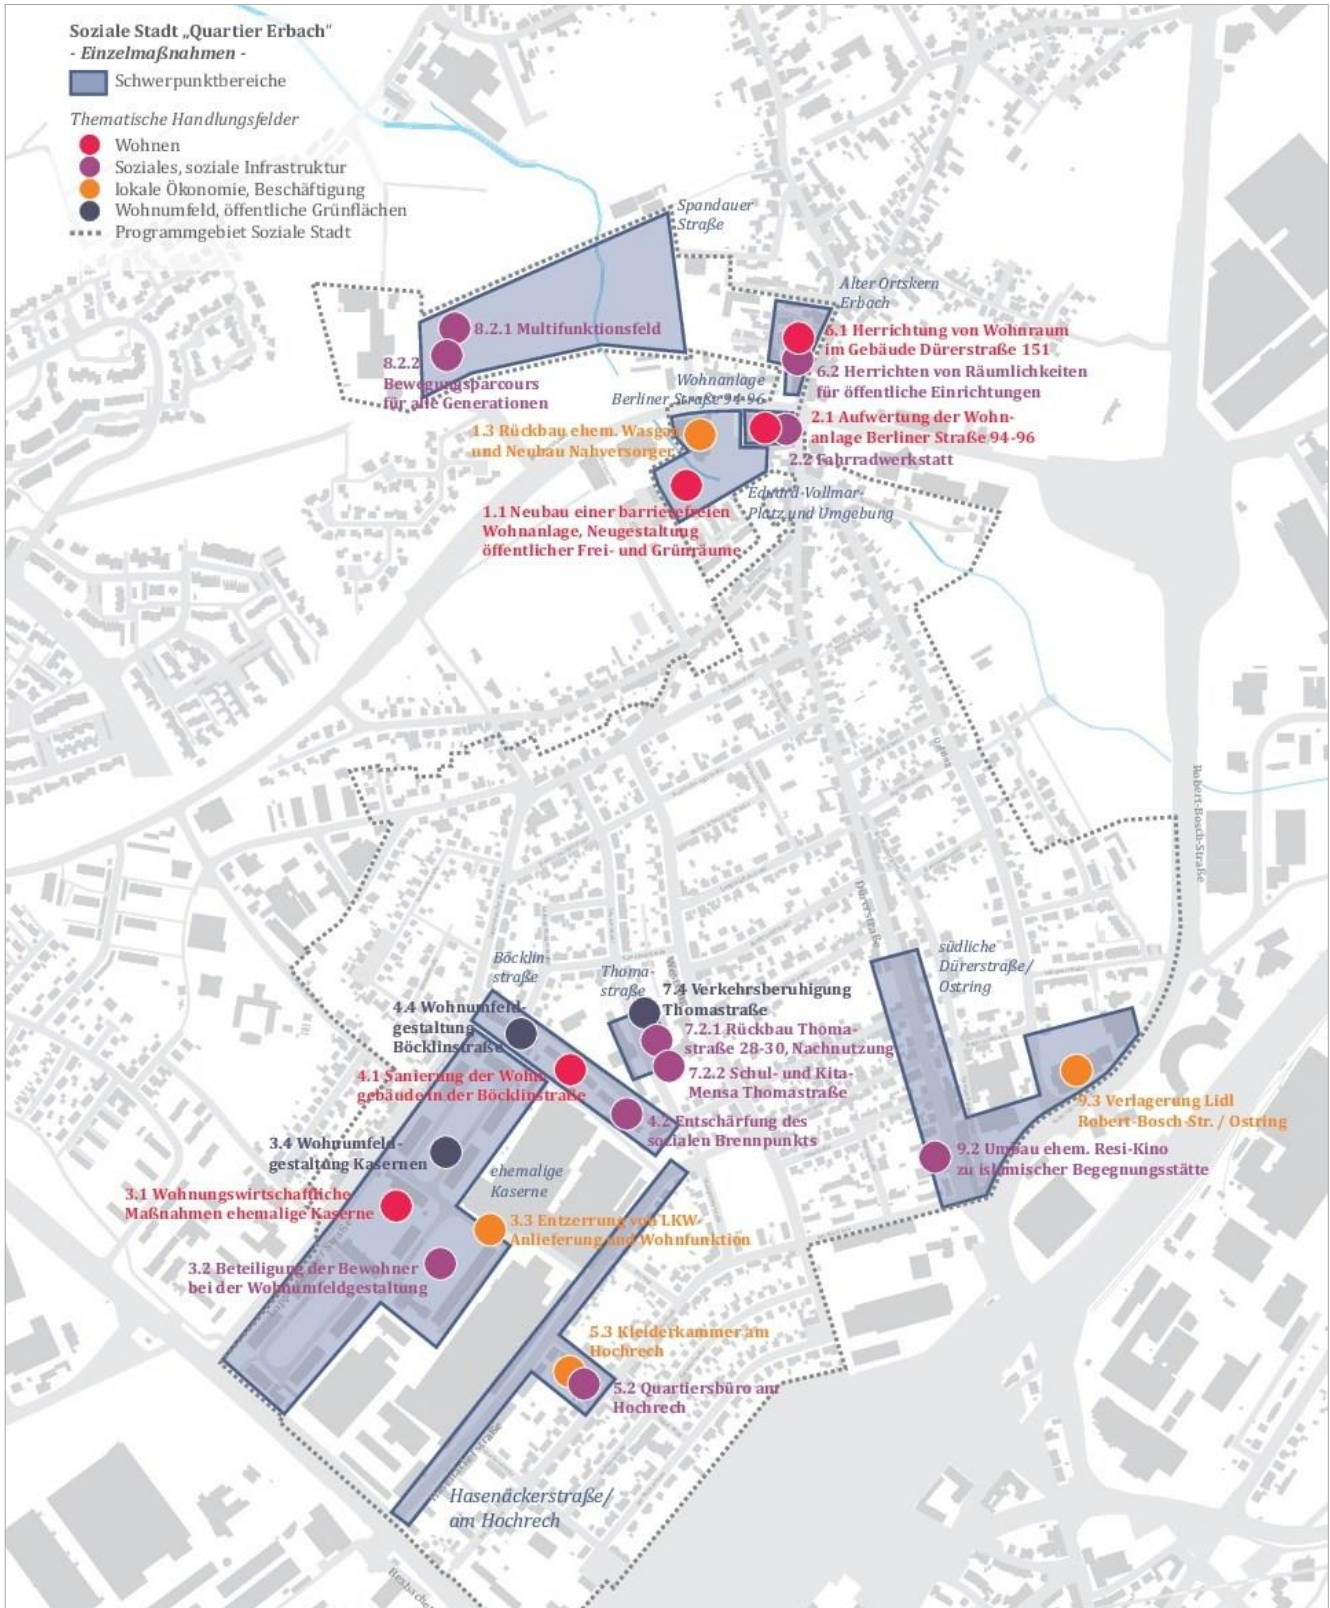 Soziale Stadt „Quartier Erbach“
- Einzelmaßnahmen -
Schwerpunktbereiche
Thematische Handlungsfelder
Wohnen
Soziales, soziale Infrastruktur
lokale Ökonomie, Beschäftigung
Wohnumfeld, öffentliche Grünflächen
Programmgebiet Soziale Stadt
Spandauer
Straße
Alter Ortskern
Erbach
8.2.1 Multifunktionsfeld
8.2.2
Bewegungsparcours
für alle Generationen
6.1 Herrichtung von Wohnraum
im Gebäude Dürerstraße 151
6.2 Herrichten von Räumlichkeiten
für öffentliche Einrichtungen
Wohnanlage
Berliner Straße 94-96
1.3 Rückbau ehem. Wasgau
und Neubau Nahversorger
2.1 Aufwertung der Wohn-
anlage Berliner Straße 94-96
2.2 Fahrradwerkstatt
Edward-Vollmar-
Platz und Umgebung
1.1 Neubau einer barrierefreien
Wohnanlage, Neugestaltung
öffentlicher Frei- und Grünräume
Robert-Bosch-Straße
Dürerstraße
südliche
Dürerstraße/
Ostring
Böcklin-
straße
Thoma-
straße
4.4 Wohnumfeld-
gestaltung
Böcklinstraße
7.4 Verkehrsberuhigung
Thomastraße
7.2.1 Rückbau Thoma-
straße 28-30, Nachnutzung
7.2.2 Schul- und Kita-
Mensa Thomastraße
4.1 Sanierung der Wohn-
gebäude in der Böcklinstraße
4.2 Entschärfung des
sozialen Brennpunkts
9.3 Verlagerung Lidl
Robert-Bosch-Str. / Ostring
9.2 Umbau ehem. Resi-Kino
zu islamischer Begegnungsstätte
3.4 Wohnumfeld-
gestaltung Kasernen
ehemalige
Kaserne
3.1 Wohnungswirtschaftliche
Maßnahmen ehemalige Kaserne
3.3 Entzerrung von LKW-
Anlieferung und Wohnfunktion
3.2 Beteiligung der Bewohner
bei der Wohnumfeldgestaltung
5.3 Kleiderkammer am
Hochrech
5.2 Quartiersbüro am
Hochrech
Hasenäckerstraße/
am Hochrech